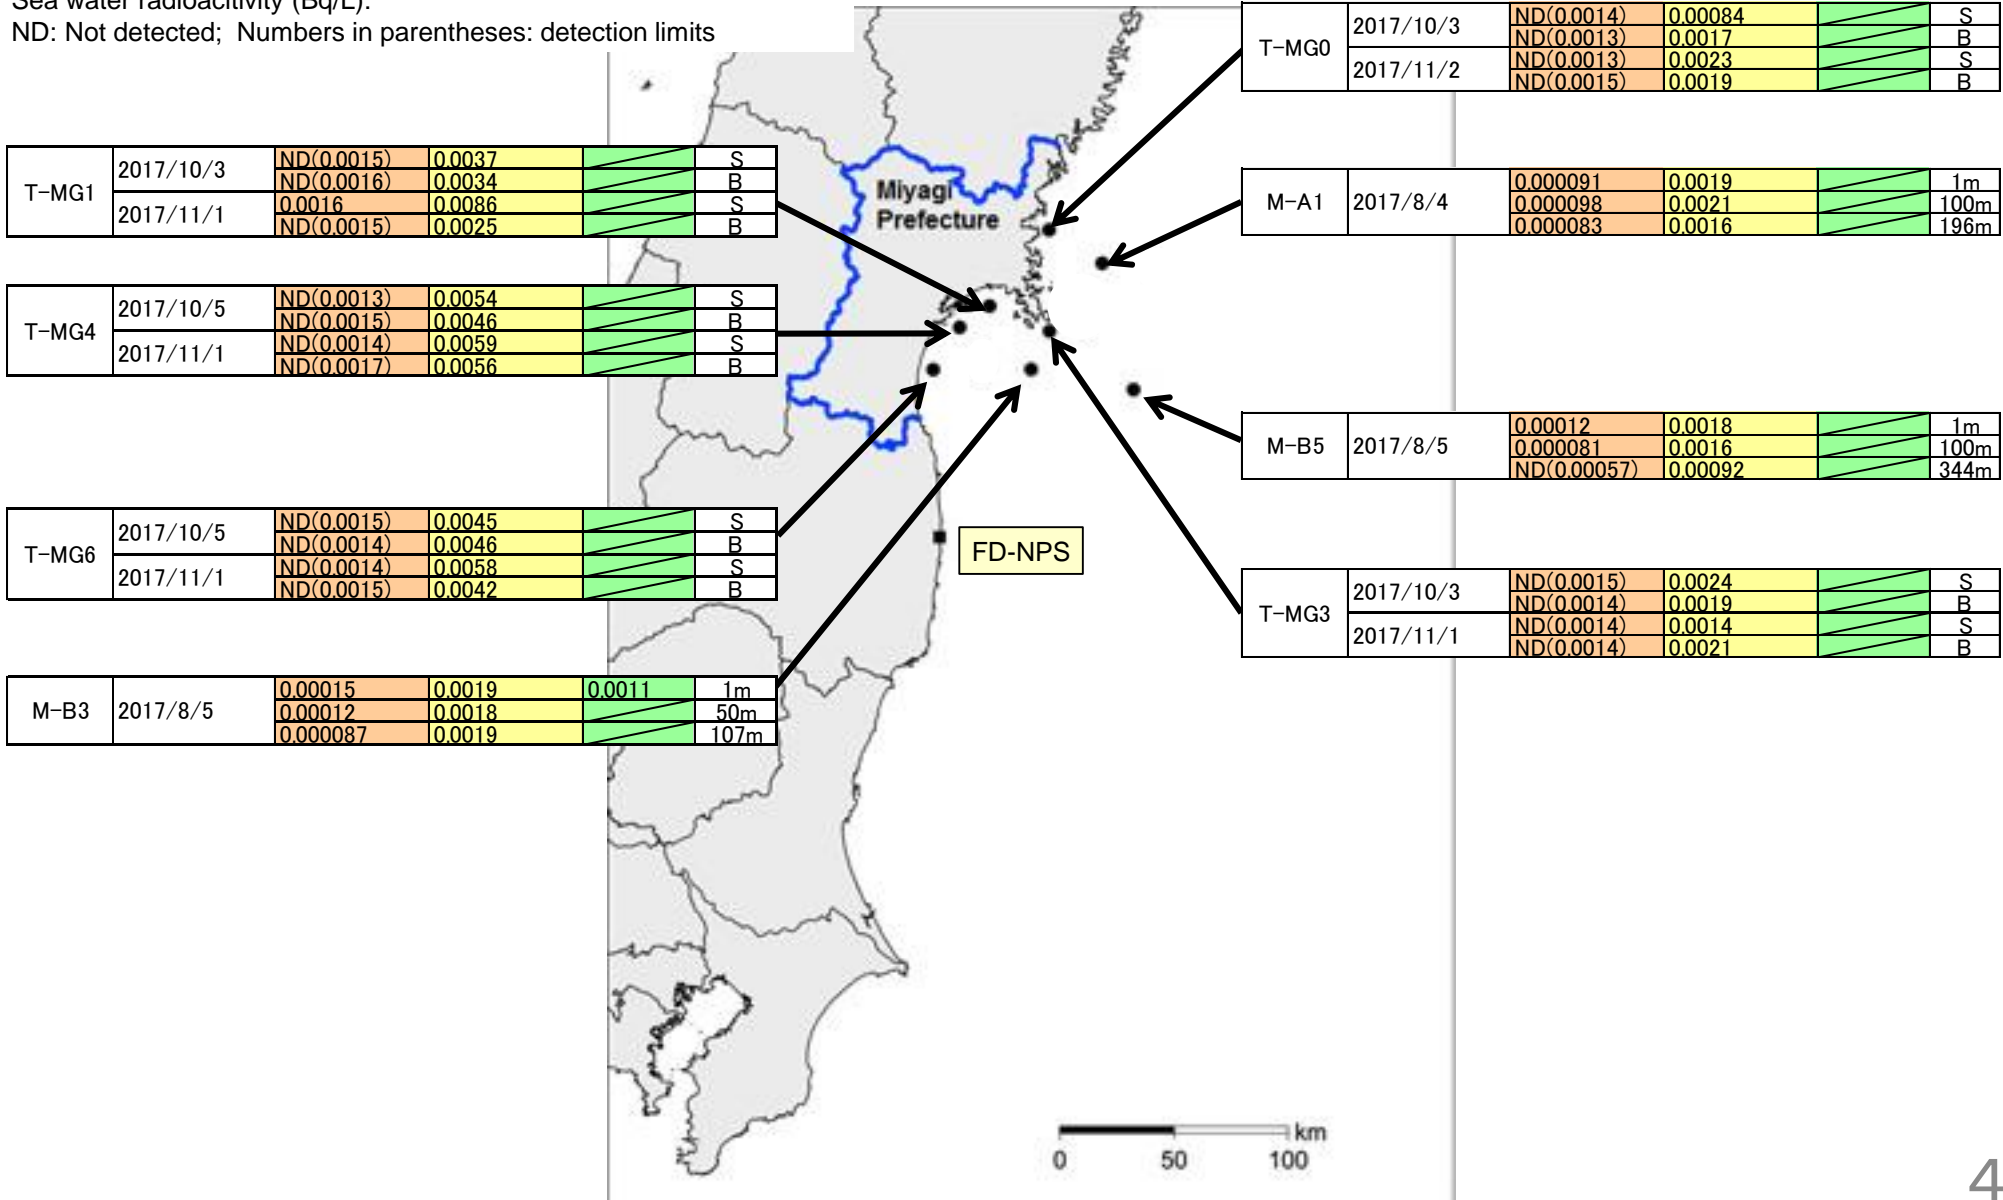 Sea water radioacitivity (Bq/L).
ND: Not detected; Numbers in parentheses: detection limits
T-MG0
2017/10/3 ND(0.0014) 0.00084 S
ND(0.0013) 0.0017 B
2017/11/2 ND(0.0013) 0.0023 S
ND(0.0015) 0.0019 B
T-MG1
2017/10/3 ND(0.0015) 0.0037 S
ND(0.0016) 0.0034 B
2017/11/1 0.0016 0.0086 S
ND(0.0015) 0.0025 B
M-A1 2017/8/4
0.000091 0.0019 1m
0.000098 0.0021 100m
0.000083 0.0016 196m
Miyagi
Prefecture
T-MG4
2017/10/5 ND(0.0013) 0.0054 S
ND(0.0015) 0.0046 B
2017/11/1 ND(0.0014) 0.0059 S
ND(0.0017) 0.0056 B
M-B5 2017/8/5
0.00012 0.0018 1m
0.000081 0.0016 100m
ND(0.00057) 0.00092 344m
T-MG6
2017/10/5 ND(0.0015) 0.0045 S
ND(0.0014) 0.0046 B
2017/11/1 ND(0.0014) 0.0058 S
ND(0.0015) 0.0042 B
FD-NPS
T-MG3
2017/10/3 ND(0.0015) 0.0024 S
ND(0.0014) 0.0019 B
2017/11/1 ND(0.0014) 0.0014 S
ND(0.0014) 0.0021 B
M-B3 2017/8/5
0.00015 0.0019 0.0011 1m
0.00012 0.0018 50m
0.000087 0.0019 107m
km
0 50 100
4